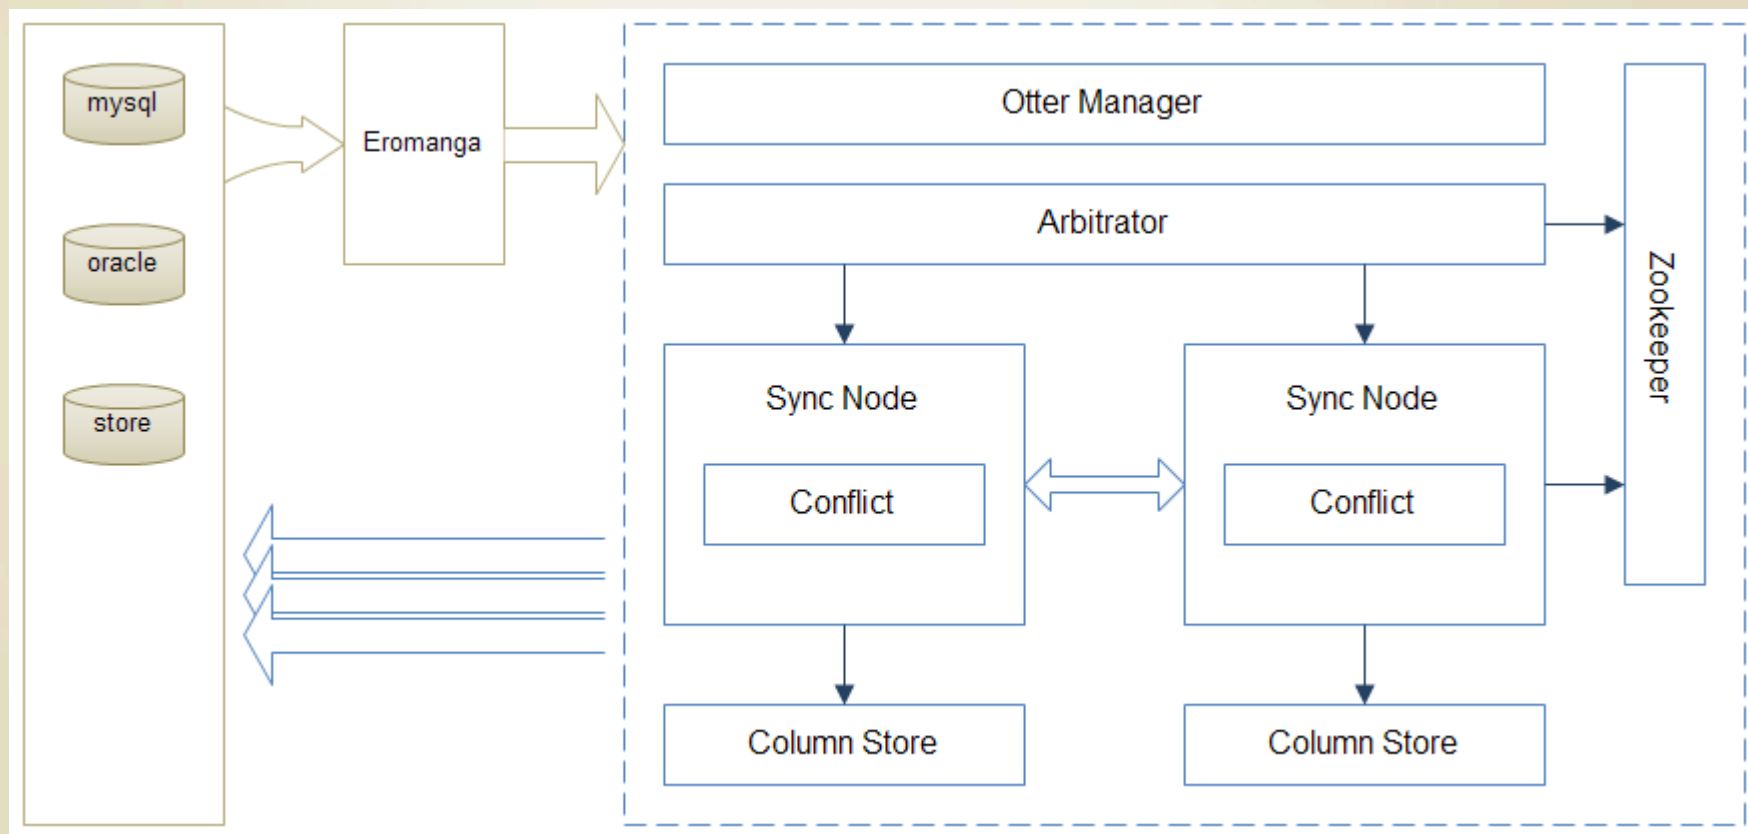 mysql
oracle
store
Eromanga
Otter Manager
Arbitrator
Sync Node
Conflict
Column Store
Sync Node
Conflict
Column Store
Zookeeper